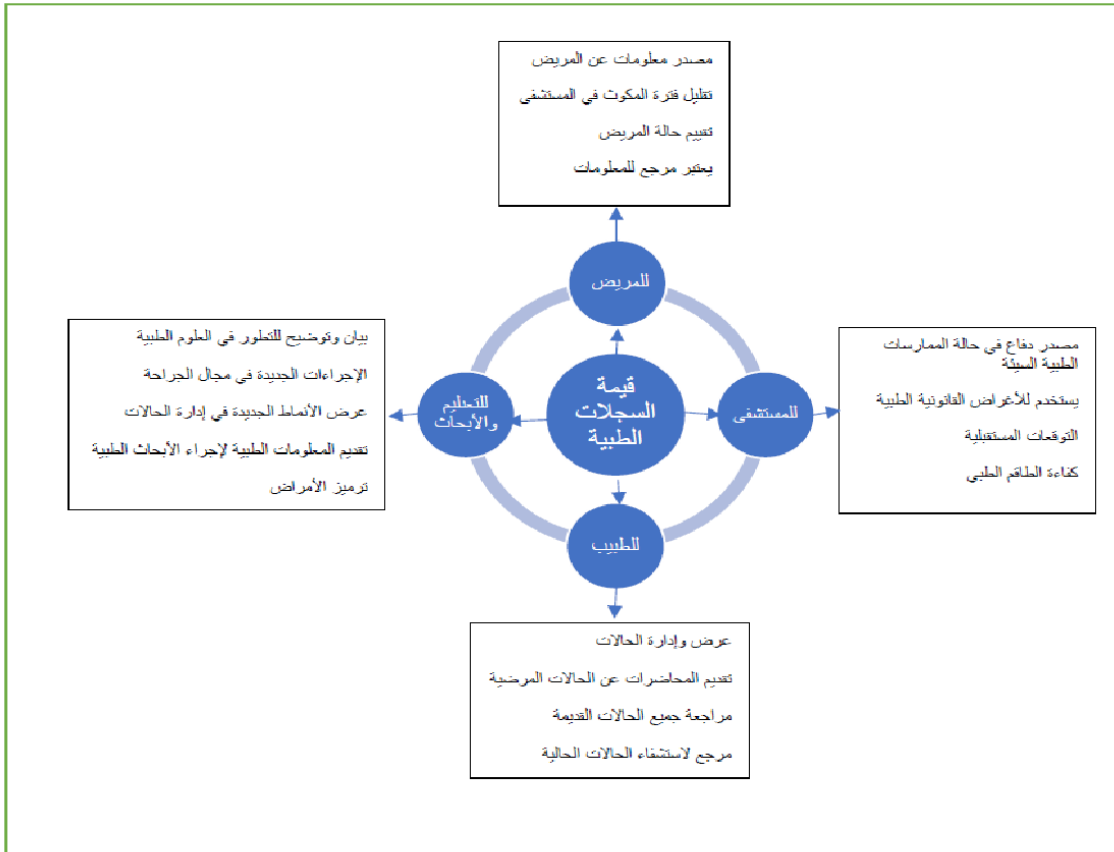 مصدر معلومات عن المريض
تقليل فترة المكوث في المستشفى
تقييم حالة المريض
يعتبر مرجع للمعلومات
للمريض
مصدر دفاع في حالة الممارسات
الطبية السيئة
يستخدم للأغراض القانونية الطبية
التوقعات المستقبلية
كفاءة الطاقم الطبي
للمستشفى
قيمة
السجلات
الطبية
للتعليم
والأبحاث
بيان وتوضيح للتطور في العلوم الطبية
الإجراءات الجديدة في مجال الجراحة
عرض الأنماط الجديدة في إدارة الحالات
تقديم المعلومات الطبية لإجراء الأبحاث الطبية
ترميز الأمراض
للطبيب
عرض وإدارة الحالات
تقديم المحاضرات عن الحالات المرضية
مراجعة جميع الحالات القديمة
مرجع لاستشفاء الحالات الحالية